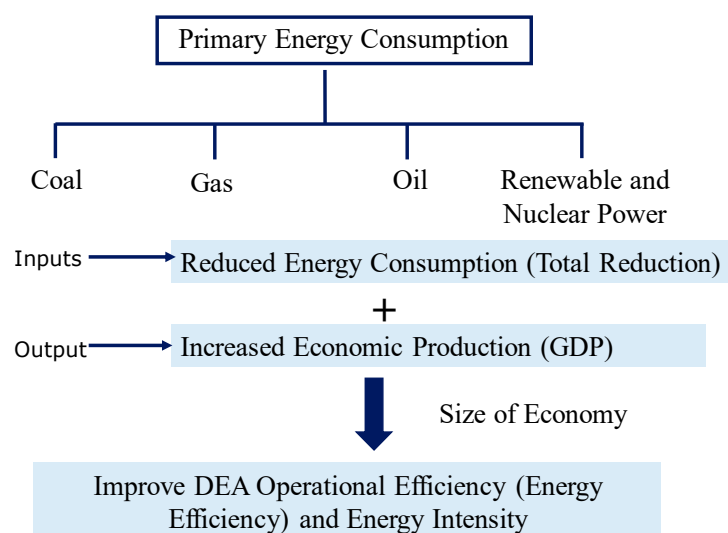 Primary Energy Consumption
Coal
Gas
Oil
Renewable and
Nuclear Power
Inputs
Reduced Energy Consumption (Total Reduction)
+
Output
Increased Economic Production (GDP)
Size of Economy
Improve DEA Operational Efficiency (Energy
Efficiency) and Energy Intensity